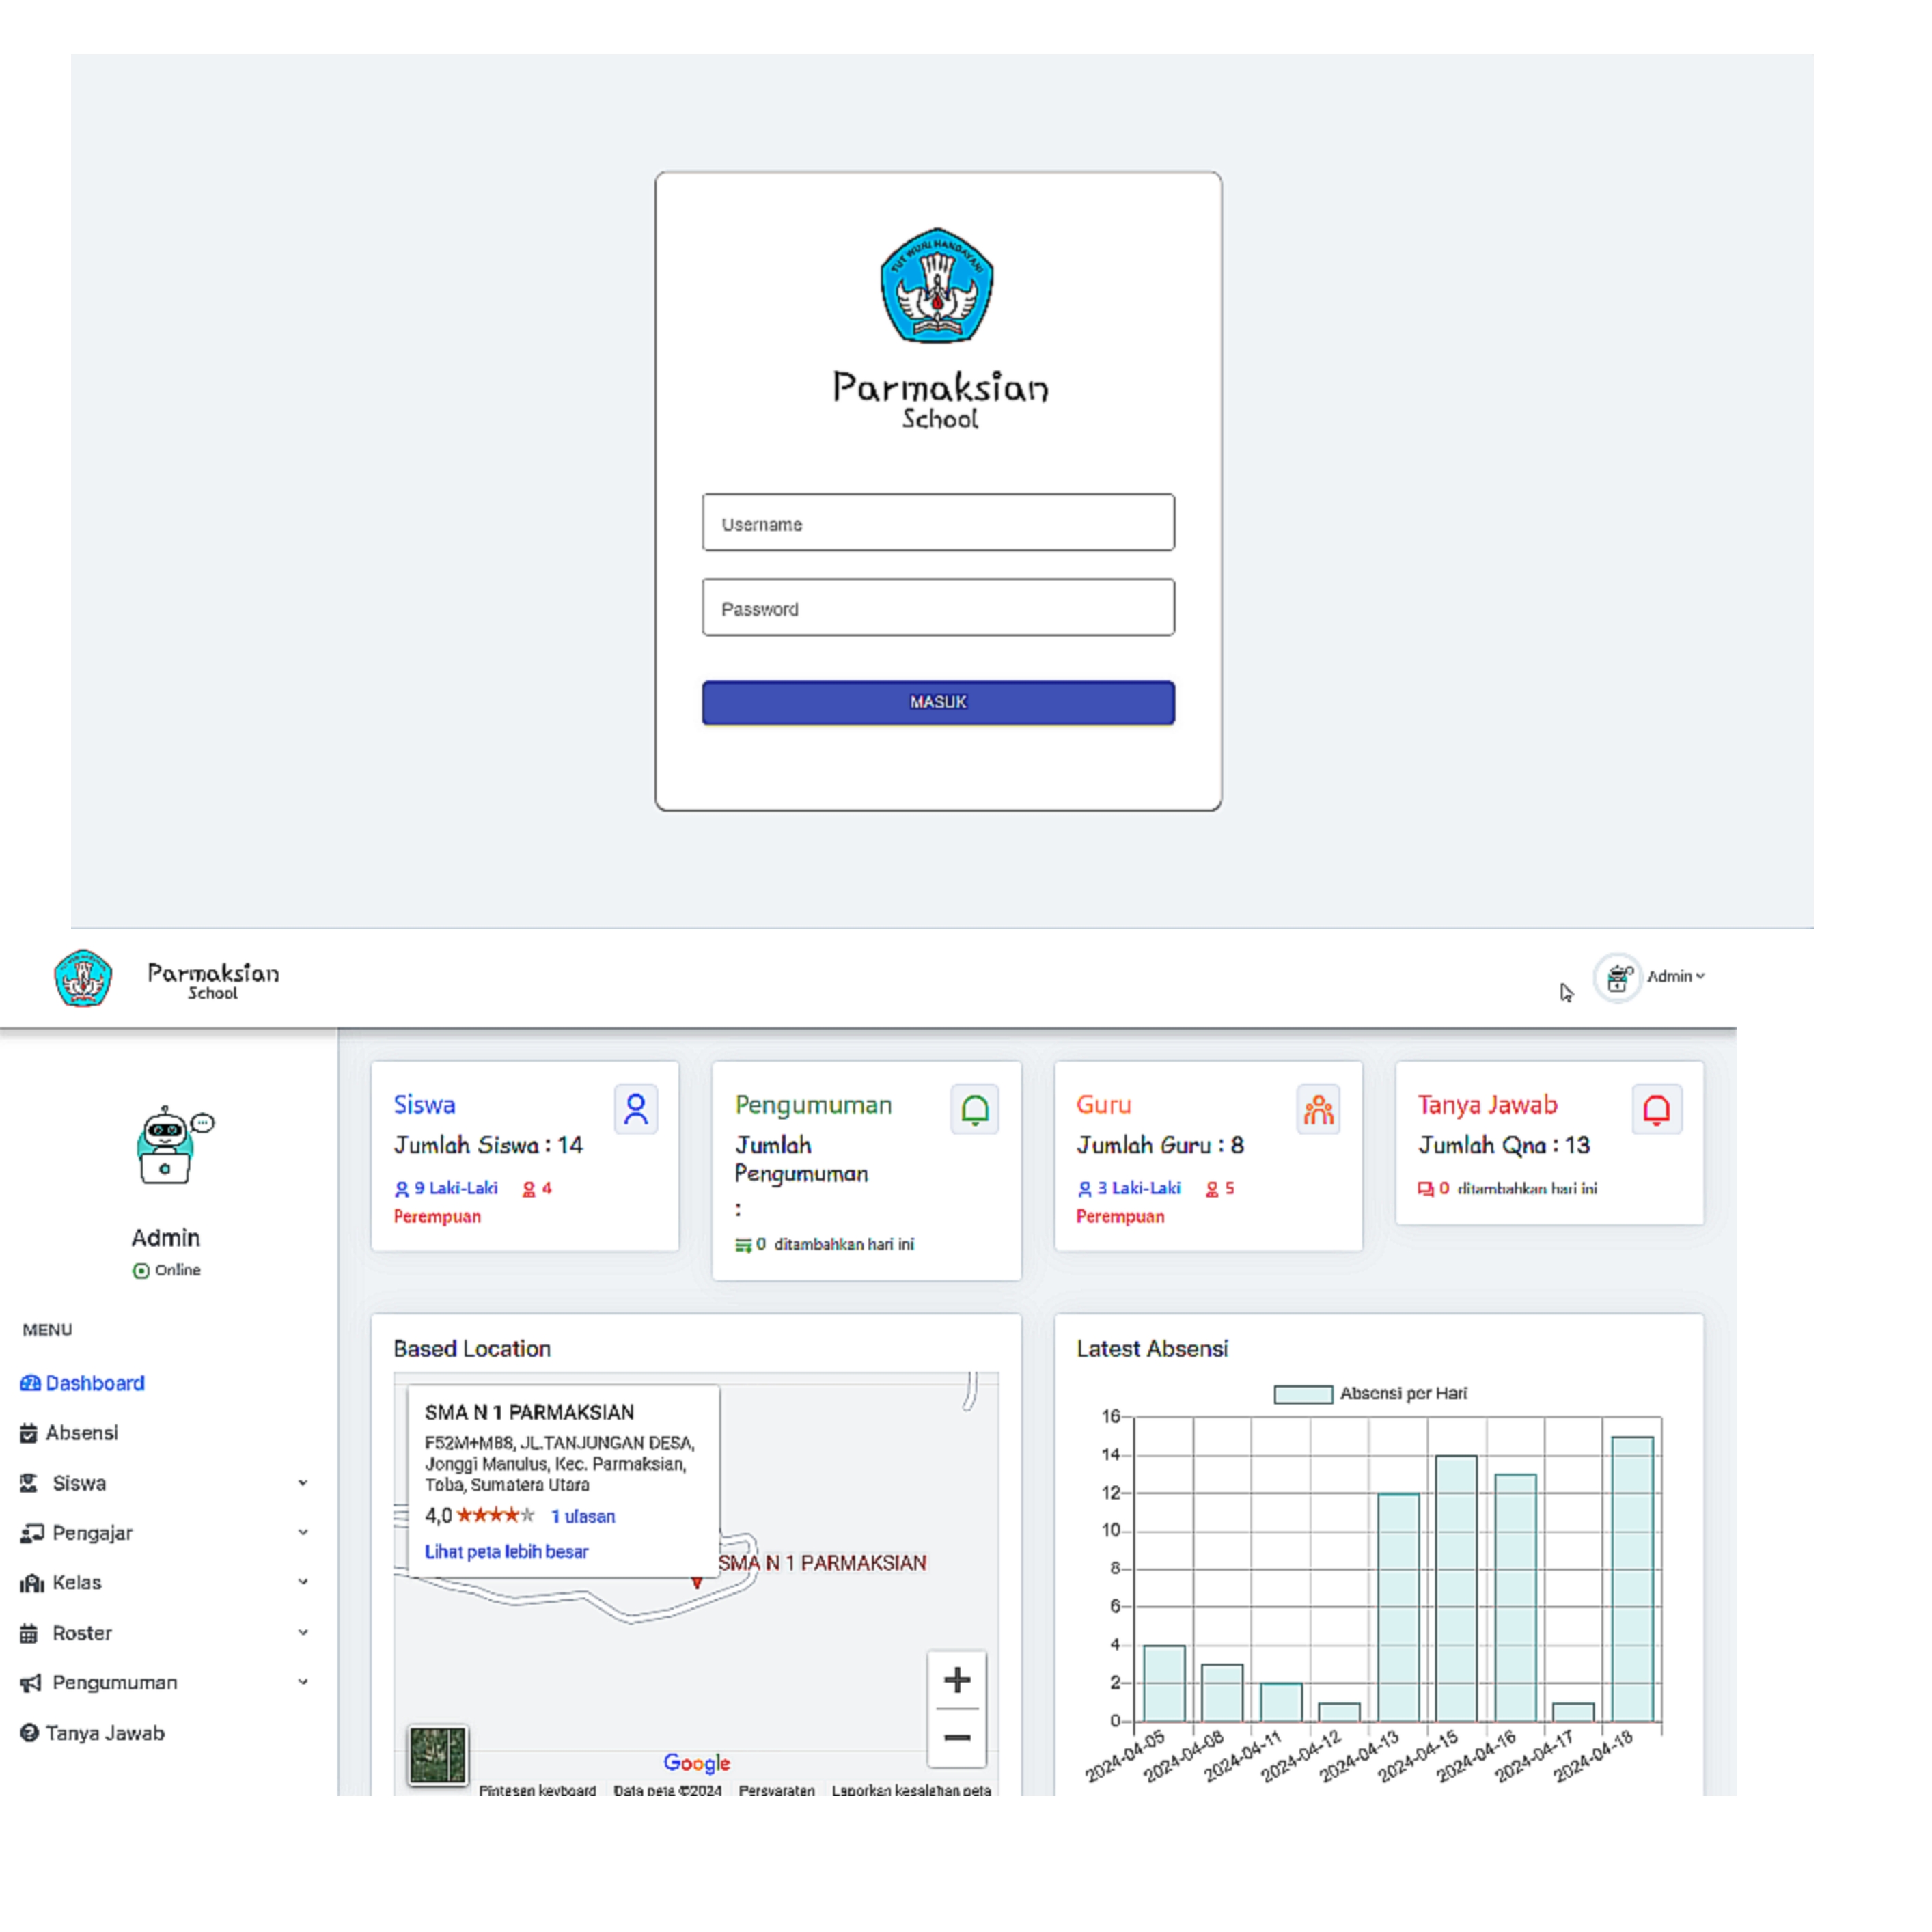 TUT WURI HANDAYANI
Parmaksian
School
Username
Password
MASUK
Parmaksian
School
Admin
Admin
Online
MENU
Dashboard
Absensi
Siswa
Pengajar
Kelas
Roster
Pengumuman
Tanya Jawab
Siswa
Jumlah Siswa : 14
9 Laki-Laki 4
Perempuan
Pengumuman
Jumlah
Pengumuman
:
0 ditambahkan hari ini
Guru
Jumlah Guru : 8
3 Laki-Laki 5
Perempuan
Tanya Jawab
Jumlah Qna : 13
0 ditambahkan hari ini
Based Location
SMA N 1 PARMAKSIAN
F52M+M88, JL.TANJUNGAN DESA,
Jonggi Manulus, Kec. Parmaksian,
Toba, Sumatera Utara
4,0 ★★★★★ 1 ulasan
Lihat peta lebih besar
SMA N 1 PARMAKSIAN
Google
Pintasan keyboard Data peta ©2024 Persyaratan Laporkan kesalahan peta
Latest Absensi
Absensi per Hari
16
14
12
10
8
6
4
2
0
2024-04-05 2024-04-08 2024-04-11 2024-04-12 2024-04-13 2024-04-15 2024-04-16 2024-04-17 2024-04-18